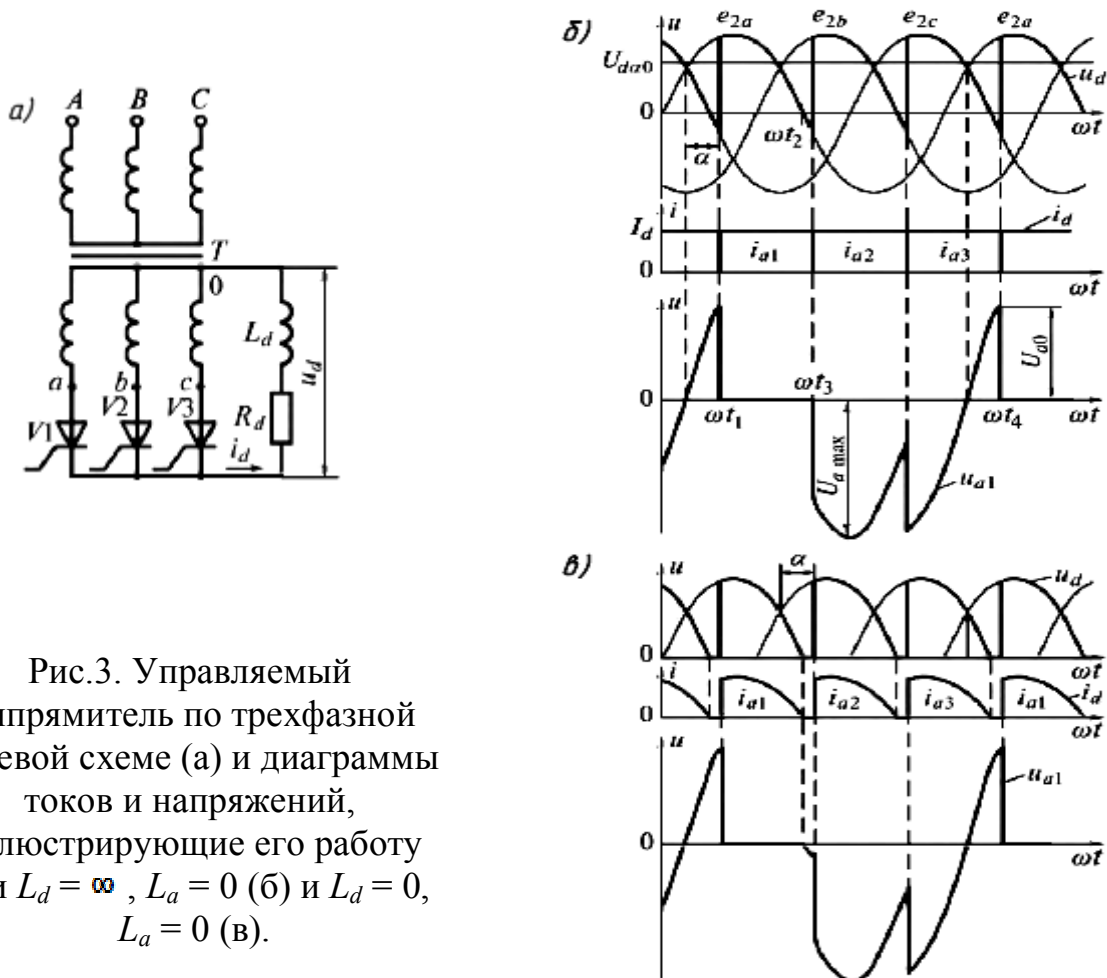 а)
A B C
T
0
L_d
u_d
a b c
V1 V2 V3
R_d
i_d
б)
u e_2a e_2b e_2c e_2a
U_dα0
u_d
0
ωt_2
ωt
α
i
I_d
i_d
i_a1 i_a2 i_a3
0
ωt
u
U_a0
ωt_3
0
ωt_1 ωt_4 ωt
U_a max
u_a1
в)
u α u_d
ωt
i
i_a1 i_a2 i_a3 i_a1 i_d
0
ωt
u
u_a1
0
ωt
Рис.3. Управляемый
прямитель по трехфазной
евой схеме (а) и диаграммы
токов и напряжений,
люстрирующие его работу
и L_d = ∞ , L_a = 0 (б) и L_d = 0,
L_a = 0 (в).